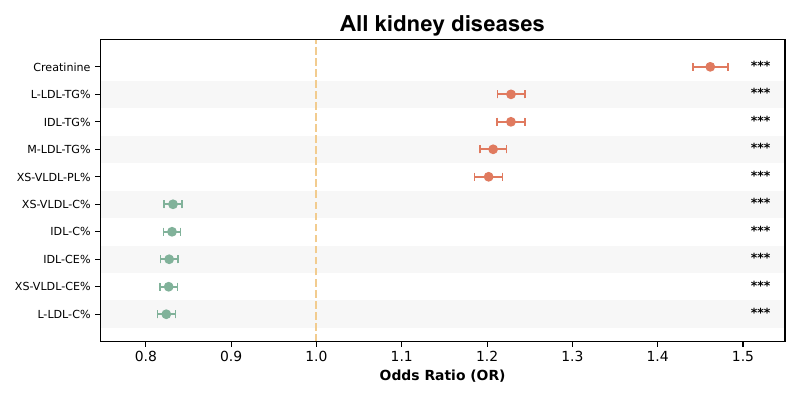 All kidney diseases
Creatinine ***
L-LDL-TG% ***
IDL-TG% ***
M-LDL-TG% ***
XS-VLDL-PL% ***
XS-VLDL-C% ***
IDL-C% ***
IDL-CE% ***
XS-VLDL-CE% ***
L-LDL-C% ***
0.8 0.9 1.0 1.1 1.2 1.3 1.4 1.5
Odds Ratio (OR)